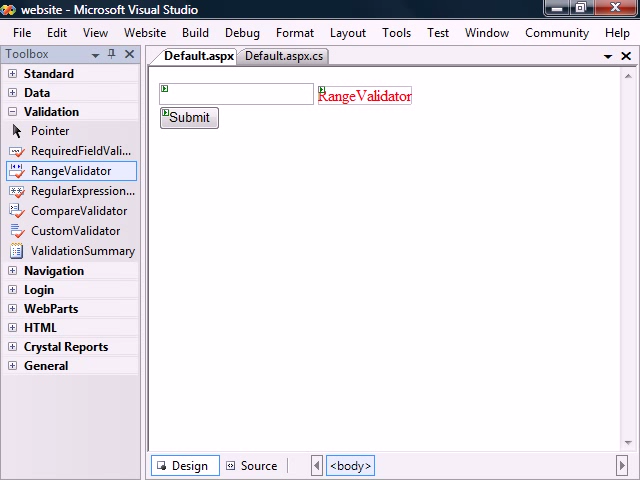 website - Microsoft Visual Studio
File Edit View Website Build Debug Format Layout Tools Test Window Community Help
Toolbox
Default.aspx Default.aspx.cs
Standard
Data
Validation
Pointer
RequiredFieldVali...
RangeValidator
RegularExpression...
CompareValidator
CustomValidator
ValidationSummary
Navigation
Login
WebParts
HTML
Crystal Reports
General
RangeValidator
Submit
Design Source <body>